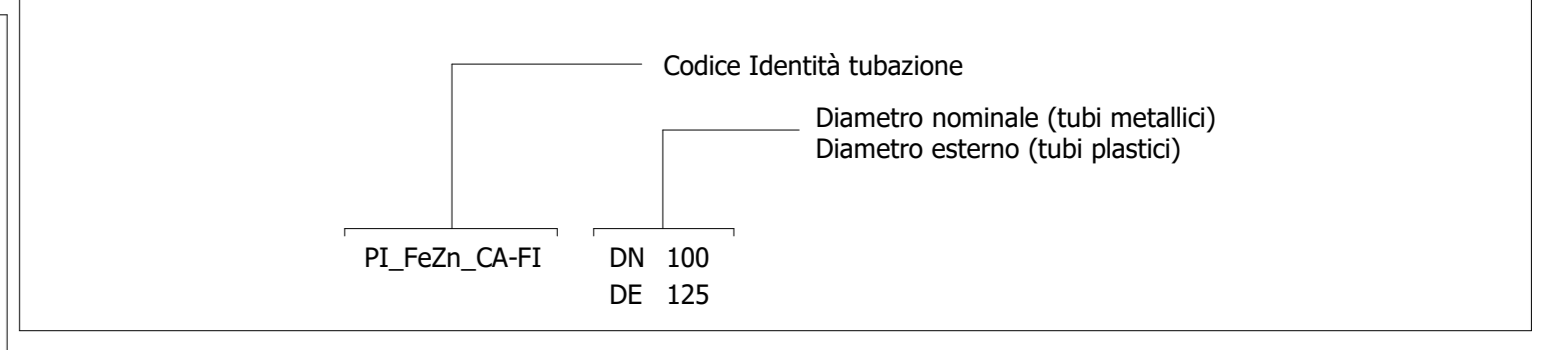 Codice Identità tubazione
Diametro nominale (tubi metallici)
Diametro esterno (tubi plastici)
PI_FeZn_CA-FI DN 100
DE 125